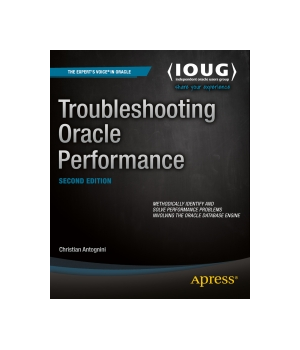 THE EXPERT'S VOICE® IN ORACLE
IOUG
independent oracle users group
share your experience
Troubleshooting
Oracle
Performance
SECOND EDITION
METHODICALLY IDENTIFY AND
SOLVE PERFORMANCE PROBLEMS
INVOLVING THE ORACLE DATABASE ENGINE
Christian Antognini
Apress®